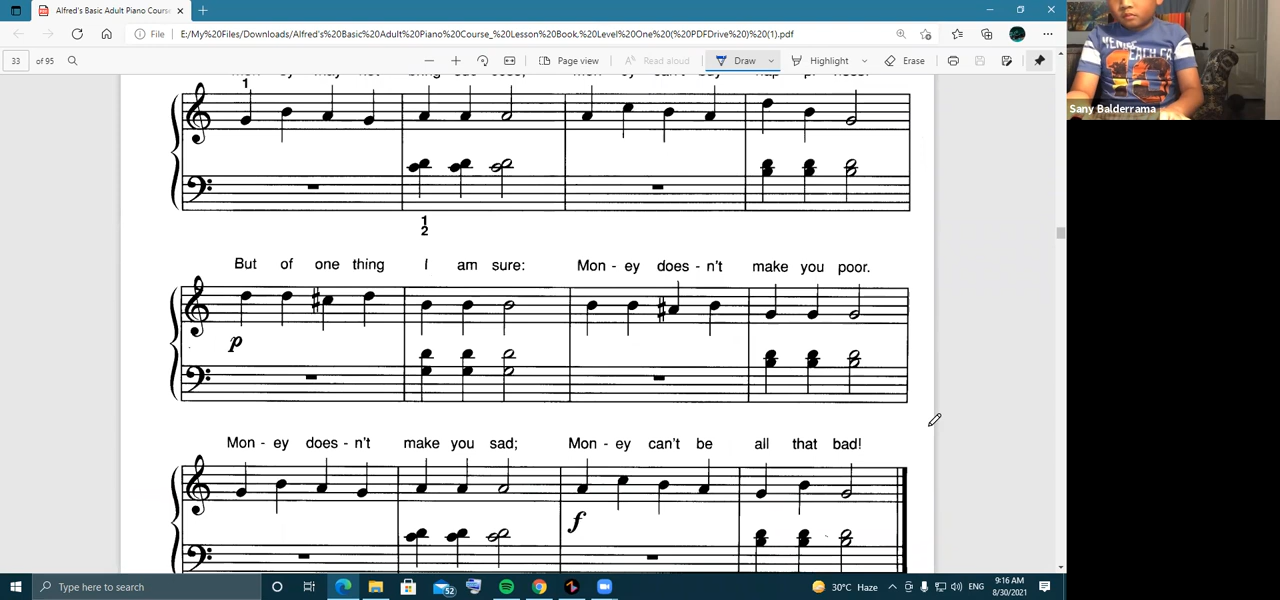 Alfred's Basic Adult Piano Cours
File E:/My%20Files/Downloads/Alfred's%20Basic%20Adult%20Piano%20Course_%20Lesson%20Book.%20Level%20One%20(%20PDFDrive%20)%20(1).pdf
33 of 95 Page view Read aloud Draw Highlight Erase
Sany Balderrama
1
1
2
But of one thing I am sure: Mon - ey does - n't make you poor.
p
Mon - ey does - n't make you sad; Mon - ey can't be all that bad!
f
Type here to search 52 30°C Haze ENG 9:16 AM
8/30/2021